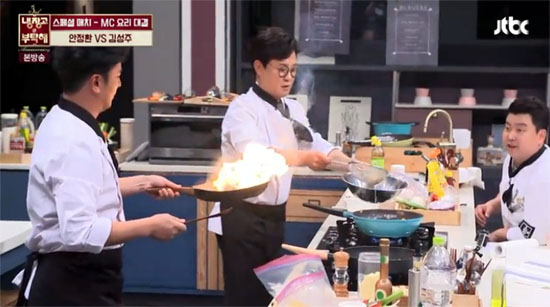 냉장고를 부탁해
Anniversary
본방송
스페셜 매치 - MC 요리 대결
안정환 VS 김성주
jtbc